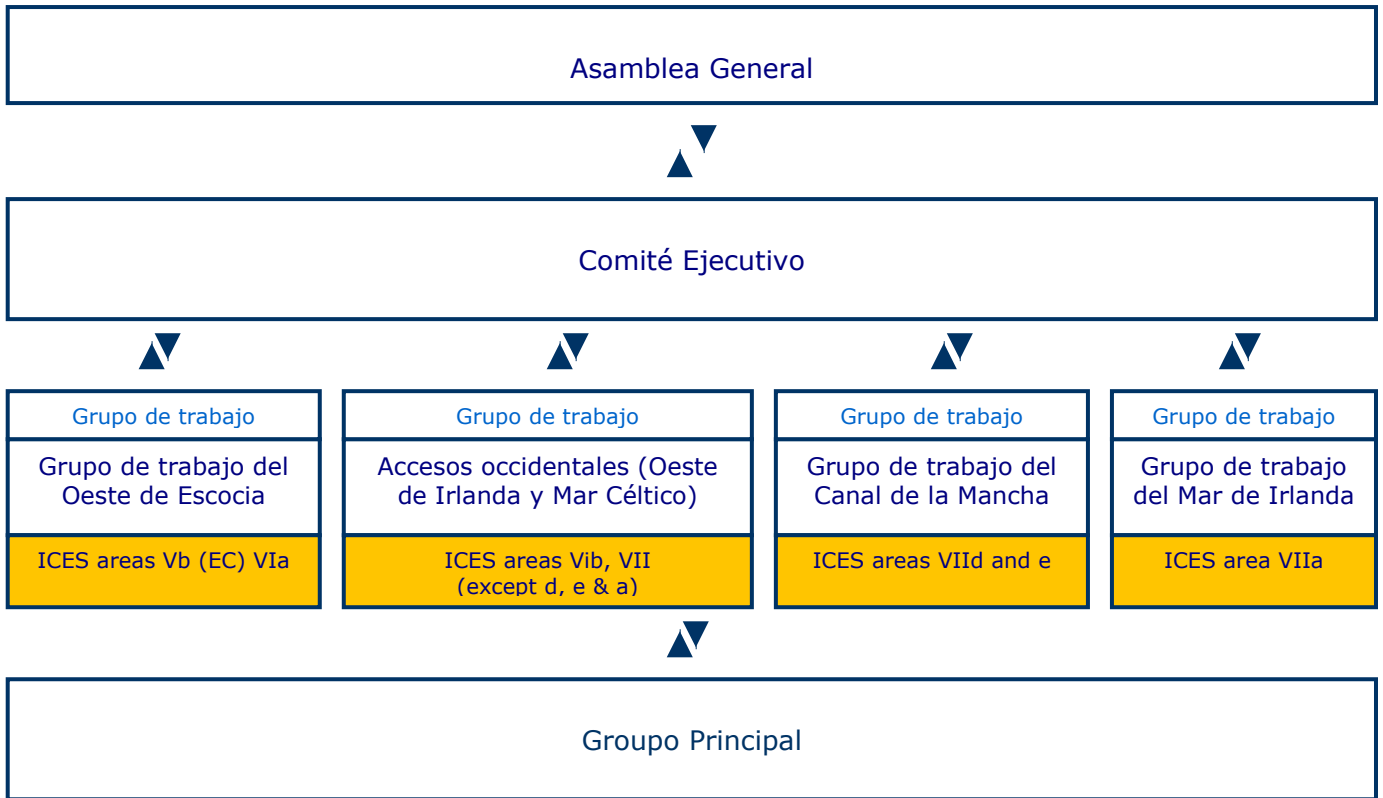 Asamblea General
Comité Ejecutivo
Grupo de trabajo
Grupo de trabajo del
Oeste de Escocia
ICES areas Vb (EC) VIa
Grupo de trabajo
Accesos occidentales (Oeste
de Irlanda y Mar Céltico)
ICES areas Vib, VII
(except d, e & a)
Grupo de trabajo
Grupo de trabajo del
Canal de la Mancha
ICES areas VIId and e
Grupo de trabajo
Grupo de trabajo
del Mar de Irlanda
ICES area VIIa
Groupo Principal